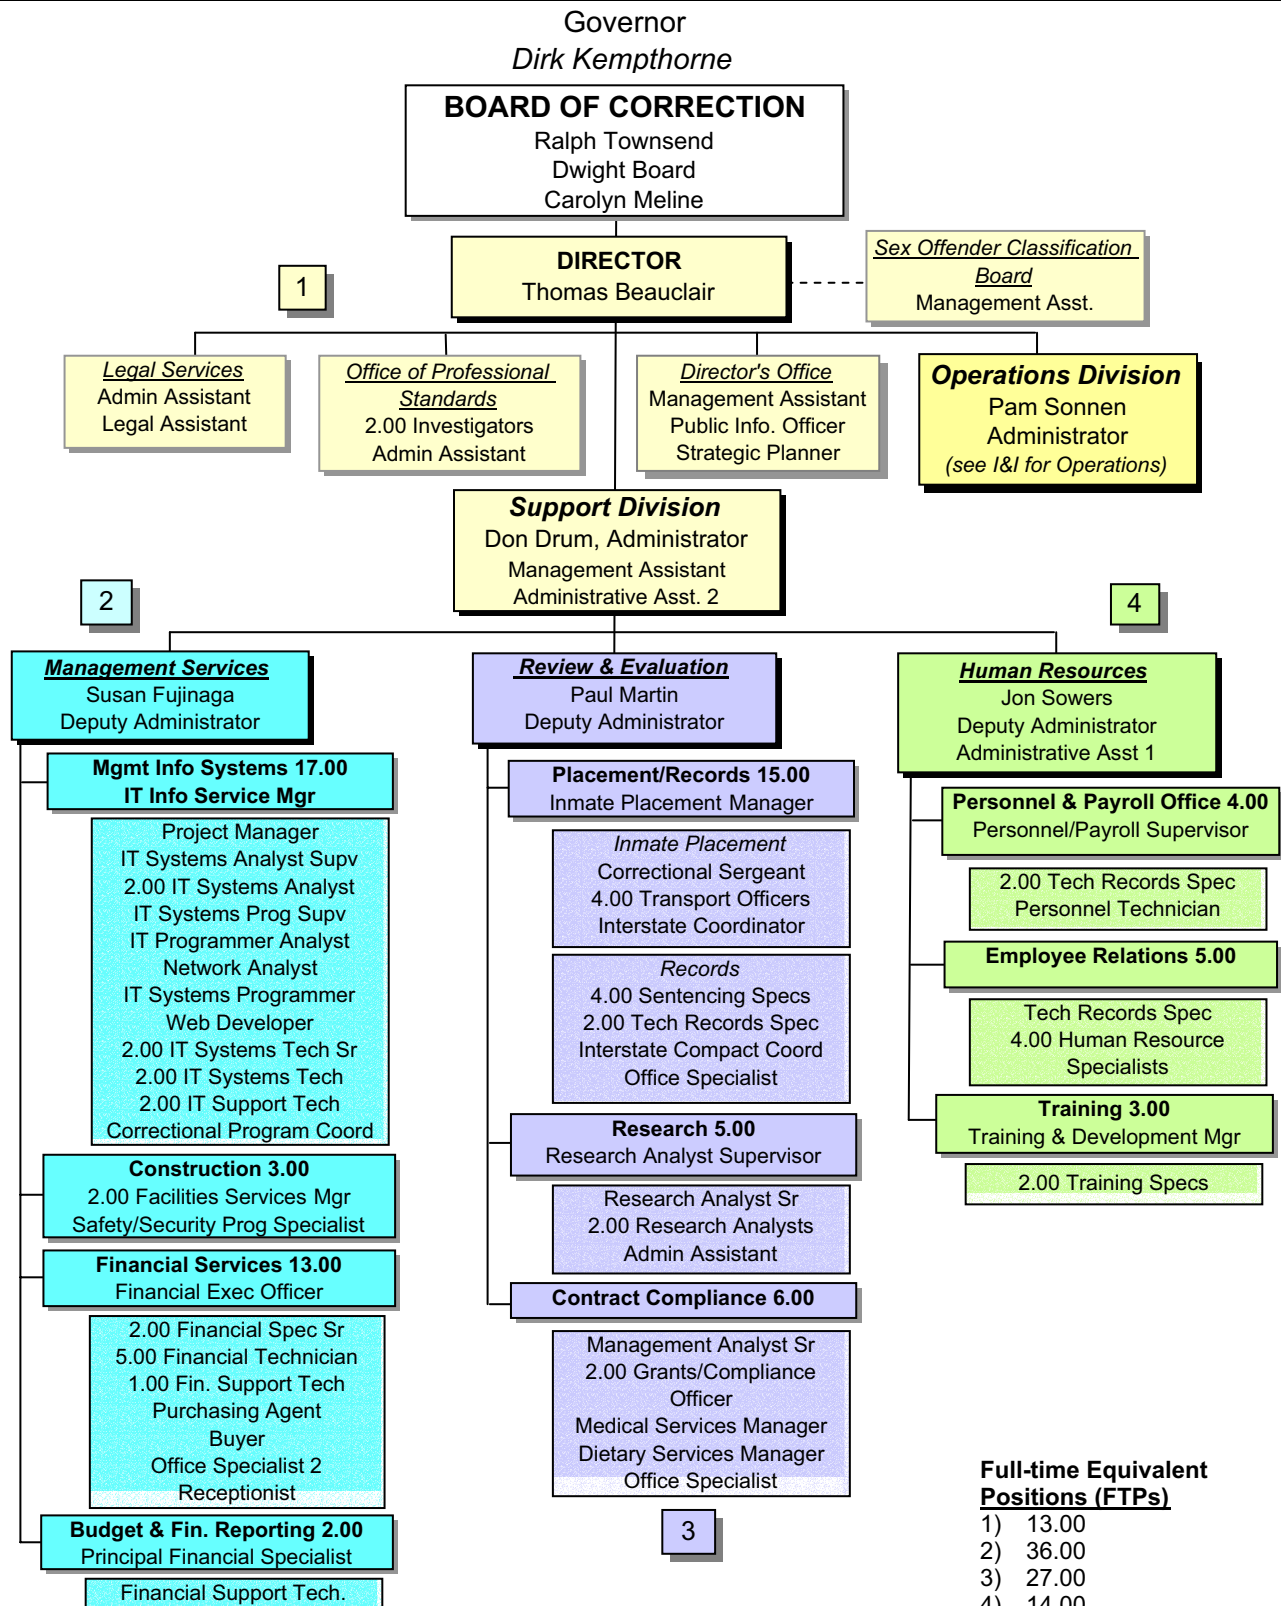 Governor
Dirk Kempthorne
BOARD OF CORRECTION
Ralph Townsend
Dwight Board
Carolyn Meline
DIRECTOR
Thomas Beauclair
Sex Offender Classification
Board
Management Asst.
1
Legal Services
Admin Assistant
Legal Assistant
Office of Professional
Standards
2.00 Investigators
Admin Assistant
Director's Office
Management Assistant
Public Info. Officer
Strategic Planner
Operations Division
Pam Sonnen
Administrator
(see I&I for Operations)
Support Division
Don Drum, Administrator
Management Assistant
Administrative Asst. 2
2
4
Management Services
Susan Fujinaga
Deputy Administrator
Mgmt Info Systems 17.00
IT Info Service Mgr
Project Manager
IT Systems Analyst Supv
2.00 IT Systems Analyst
IT Systems Prog Supv
IT Programmer Analyst
Network Analyst
IT Systems Programmer
Web Developer
2.00 IT Systems Tech Sr
2.00 IT Systems Tech
2.00 IT Support Tech
Correctional Program Coord
Construction 3.00
2.00 Facilities Services Mgr
Safety/Security Prog Specialist
Financial Services 13.00
Financial Exec Officer
2.00 Financial Spec Sr
5.00 Financial Technician
1.00 Fin. Support Tech
Purchasing Agent
Buyer
Office Specialist 2
Receptionist
Budget & Fin. Reporting 2.00
Principal Financial Specialist
Financial Support Tech.
Review & Evaluation
Paul Martin
Deputy Administrator
Placement/Records 15.00
Inmate Placement Manager
Inmate Placement
Correctional Sergeant
4.00 Transport Officers
Interstate Coordinator
Records
4.00 Sentencing Specs
2.00 Tech Records Spec
Interstate Compact Coord
Office Specialist
Research 5.00
Research Analyst Supervisor
Research Analyst Sr
2.00 Research Analysts
Admin Assistant
Contract Compliance 6.00
Management Analyst Sr
2.00 Grants/Compliance
Officer
Medical Services Manager
Dietary Services Manager
Office Specialist
3
Human Resources
Jon Sowers
Deputy Administrator
Administrative Asst 1
Personnel & Payroll Office 4.00
Personnel/Payroll Supervisor
2.00 Tech Records Spec
Personnel Technician
Employee Relations 5.00
Tech Records Spec
4.00 Human Resource
Specialists
Training 3.00
Training & Development Mgr
2.00 Training Specs
Full-time Equivalent
Positions (FTPs)
1) 13.00
2) 36.00
3) 27.00
4) 14.00